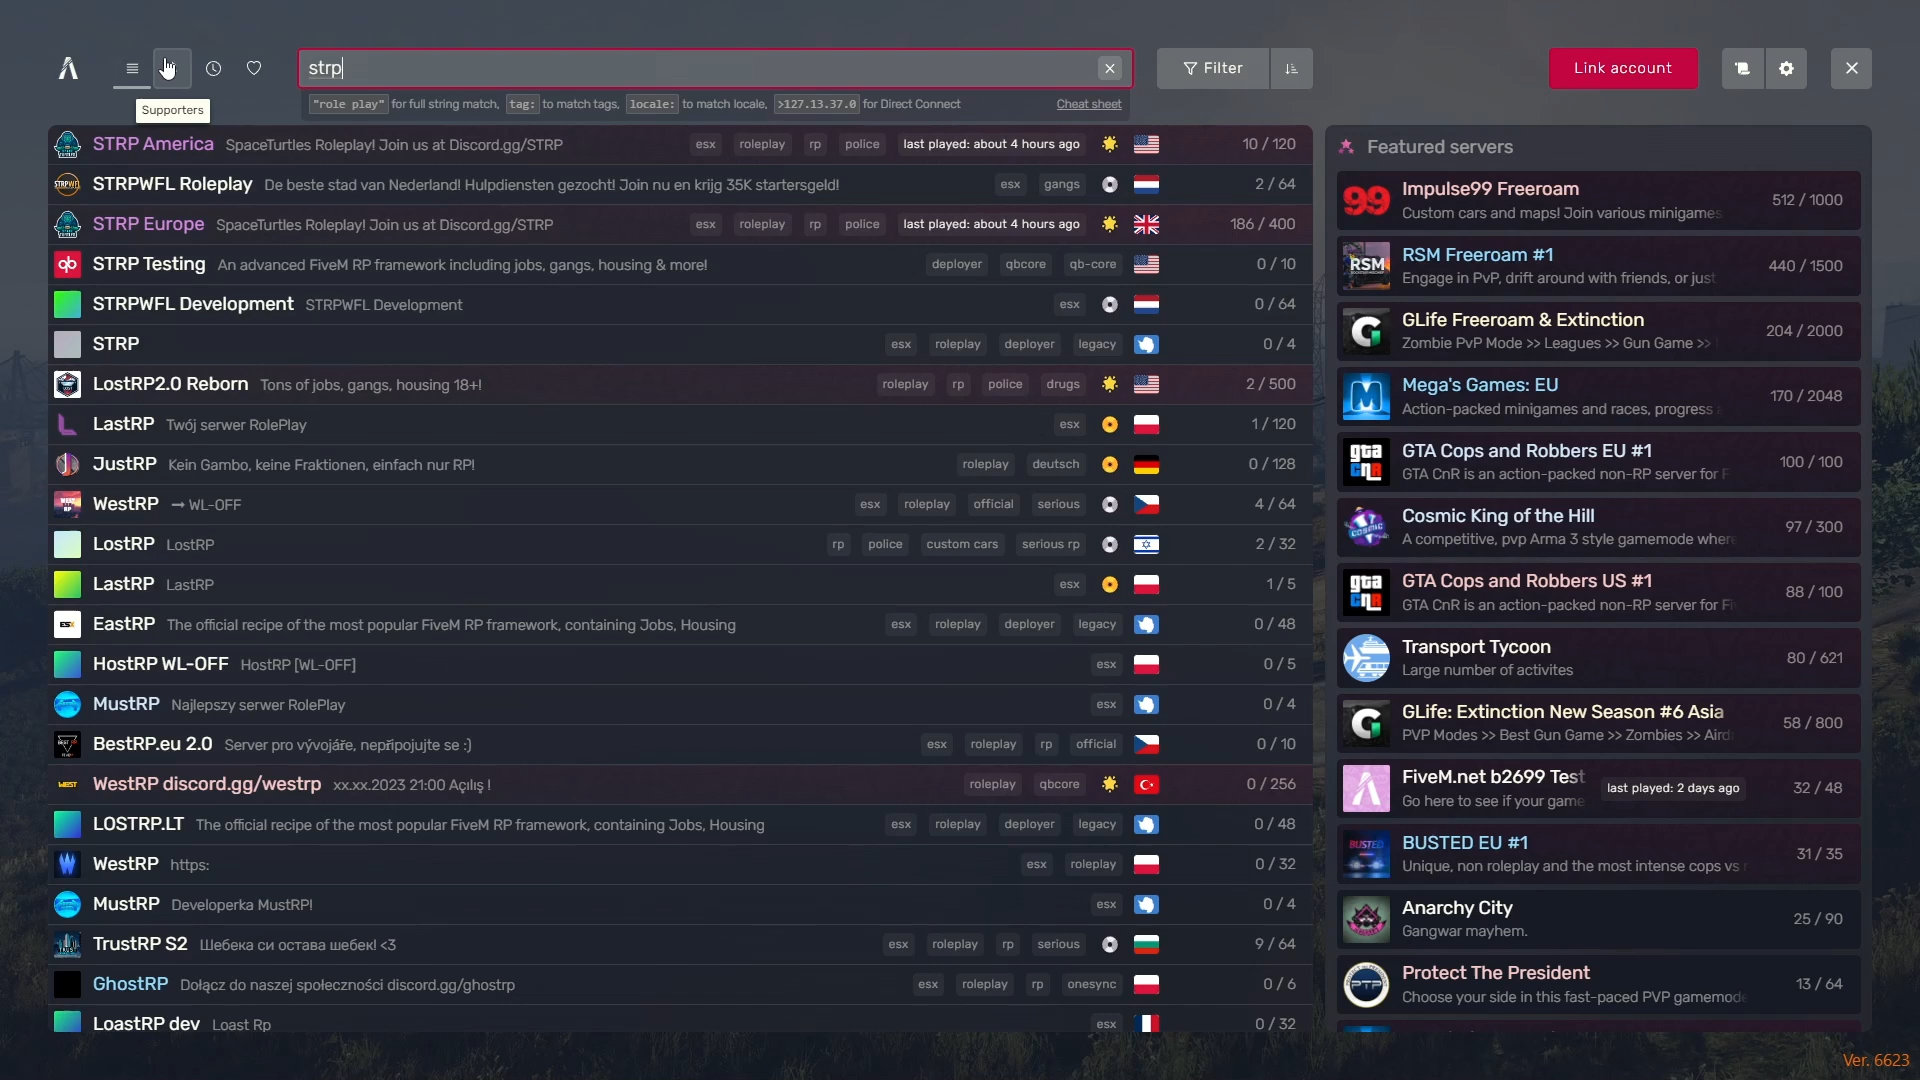 strp
Filter
Link account
Supporters
"role play" for full string match, tag: to match tags, locale: to match locale, >127.13.37.0 for Direct Connect
Cheat sheet
STRP America SpaceTurtles Roleplay! Join us at Discord.gg/STRP esx roleplay rp police last played: about 4 hours ago 10 / 120
STRPWFL Roleplay De beste stad van Nederland! Hulpdiensten gezocht! Join nu en krijg 35K startersgeld! esx gangs 2 / 64
STRP Europe SpaceTurtles Roleplay! Join us at Discord.gg/STRP esx roleplay rp police last played: about 4 hours ago 186 / 400
STRP Testing An advanced FiveM RP framework including jobs, gangs, housing & more! deployer qbcore qb-core 0 / 10
STRPWFL Development STRPWFL Development esx 0 / 64
STRP esx roleplay deployer legacy 0 / 4
LostRP2.0 Reborn Tons of jobs, gangs, housing 18+! roleplay rp police drugs 2 / 500
LastRP Twój serwer RolePlay esx 1 / 120
JustRP Kein Gambo, keine Fraktionen, einfach nur RP! roleplay deutsch 0 / 128
WestRP → WL-OFF esx roleplay official serious 4 / 64
LostRP LostRP rp police custom cars serious rp 2 / 32
LastRP LastRP esx 1 / 5
EastRP The official recipe of the most popular FiveM RP framework, containing Jobs, Housing esx roleplay deployer legacy 0 / 48
HostRP WL-OFF HostRP [WL-OFF] esx 0 / 5
MustRP Najlepszy serwer RolePlay esx 0 / 4
BestRP.eu 2.0 Server pro vývojáře, nepřipojujte se :) esx roleplay rp official 0 / 10
WestRP discord.gg/westrp xx.xx.2023 21:00 Açılış ! roleplay qbcore 0 / 256
LOSTRP.LT The official recipe of the most popular FiveM RP framework, containing Jobs, Housing esx roleplay deployer legacy 0 / 48
WestRP https: esx roleplay 0 / 32
MustRP Developerka MustRP! esx 0 / 4
TrustRP S2 Шебека си остава шебек! <3 esx roleplay rp serious 9 / 64
GhostRP Dołącz do naszej społeczności discord.gg/ghostrp esx roleplay rp onesync 0 / 6
LoastRP dev Loast Rp esx 0 / 32
Featured servers
99
Impulse99 Freeroam
Custom cars and maps! Join various minigames
512 / 1000
RSM
RSM Freeroam #1
Engage in PvP, drift around with friends, or just
440 / 1500
GLife Freeroam & Extinction
Zombie PvP Mode >> Leagues >> Gun Game >>
204 / 2000
Mega's Games: EU
Action-packed minigames and races, progress
170 / 2048
gta
cnr
GTA Cops and Robbers EU #1
GTA CnR is an action-packed non-RP server for F
100 / 100
COSMIC
Cosmic King of the Hill
A competitive, pvp Arma 3 style gamemode where
97 / 300
gta
cnr
GTA Cops and Robbers US #1
GTA CnR is an action-packed non-RP server for Fi
88 / 100
Transport Tycoon
Large number of activites
80 / 621
GLife: Extinction New Season #6 Asia
PVP Modes >> Best Gun Game >> Zombies >> Aird
58 / 800
FiveM.net b2699 Test
Go here to see if your game
last played: 2 days ago
32 / 48
BUSTED
BUSTED EU #1
Unique, non roleplay and the most intense cops vs r
31 / 35
Anarchy City
Gangwar mayhem.
25 / 90
PTP
Protect The President
Choose your side in this fast-paced PVP gamemode
13 / 64
Ver. 6623